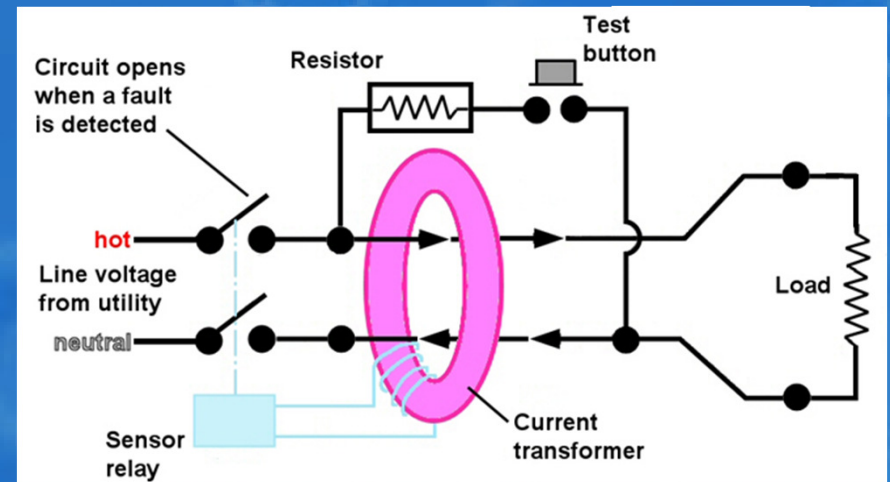 Test
button
Resistor
Circuit opens
when a fault
is detected
hot
Line voltage
from utility
neutral
Load
Sensor
relay
Current
transformer